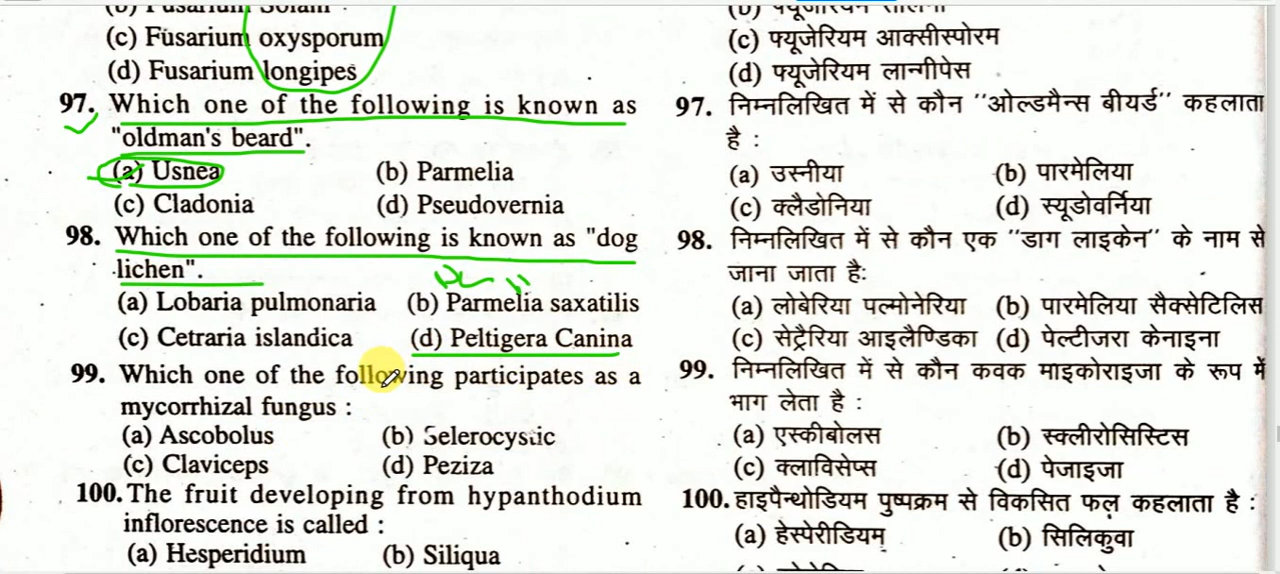 (c) Fusarium oxysporum
(d) Fusarium longipes
97. Which one of the following is known as
"oldman's beard".
(a) Usnea (b) Parmelia
(c) Cladonia (d) Pseudovernia
98. Which one of the following is known as "dog
lichen".
(a) Lobaria pulmonaria (b) Parmelia saxatilis
(c) Cetraria islandica (d) Peltigera Canina
99. Which one of the following participates as a
mycorrhizal fungus :
(a) Ascobolus (b) Selerocystic
(c) Claviceps (d) Peziza
100. The fruit developing from hypanthodium
inflorescence is called :
(a) Hesperidium (b) Siliqua
(c) फ्यूजेरियम आक्सीस्पोरम
(d) फ्यूजेरियम लान्गीपेस
97. निम्नलिखित में से कौन "ओल्डमैन्स बीयर्ड" कहलाता
है :
(a) उस्नीया (b) पारमेलिया
(c) क्लैडोनिया (d) स्यूडोवर्निया
98. निम्नलिखित में से कौन एक "डाग लाइकेन" के नाम से
जाना जाता है:
(a) लोबेरिया पल्मोनेरिया (b) पारमेलिया सैक्सेटिलिस
(c) सेट्रैरिया आइलैण्डिका (d) पेल्टीजरा केनाइना
99. निम्नलिखित में से कौन कवक माइकोराइजा के रूप में
भाग लेता है :
(a) एस्कीबोलस (b) स्क्लीरोसिस्टिस
(c) क्लाविसेप्स (d) पेजाइजा
100. हाइपैन्थोडियम पुष्पक्रम से विकसित फल कहलाता है :
(a) हेस्पेरीडियम (b) सिलिकुवा